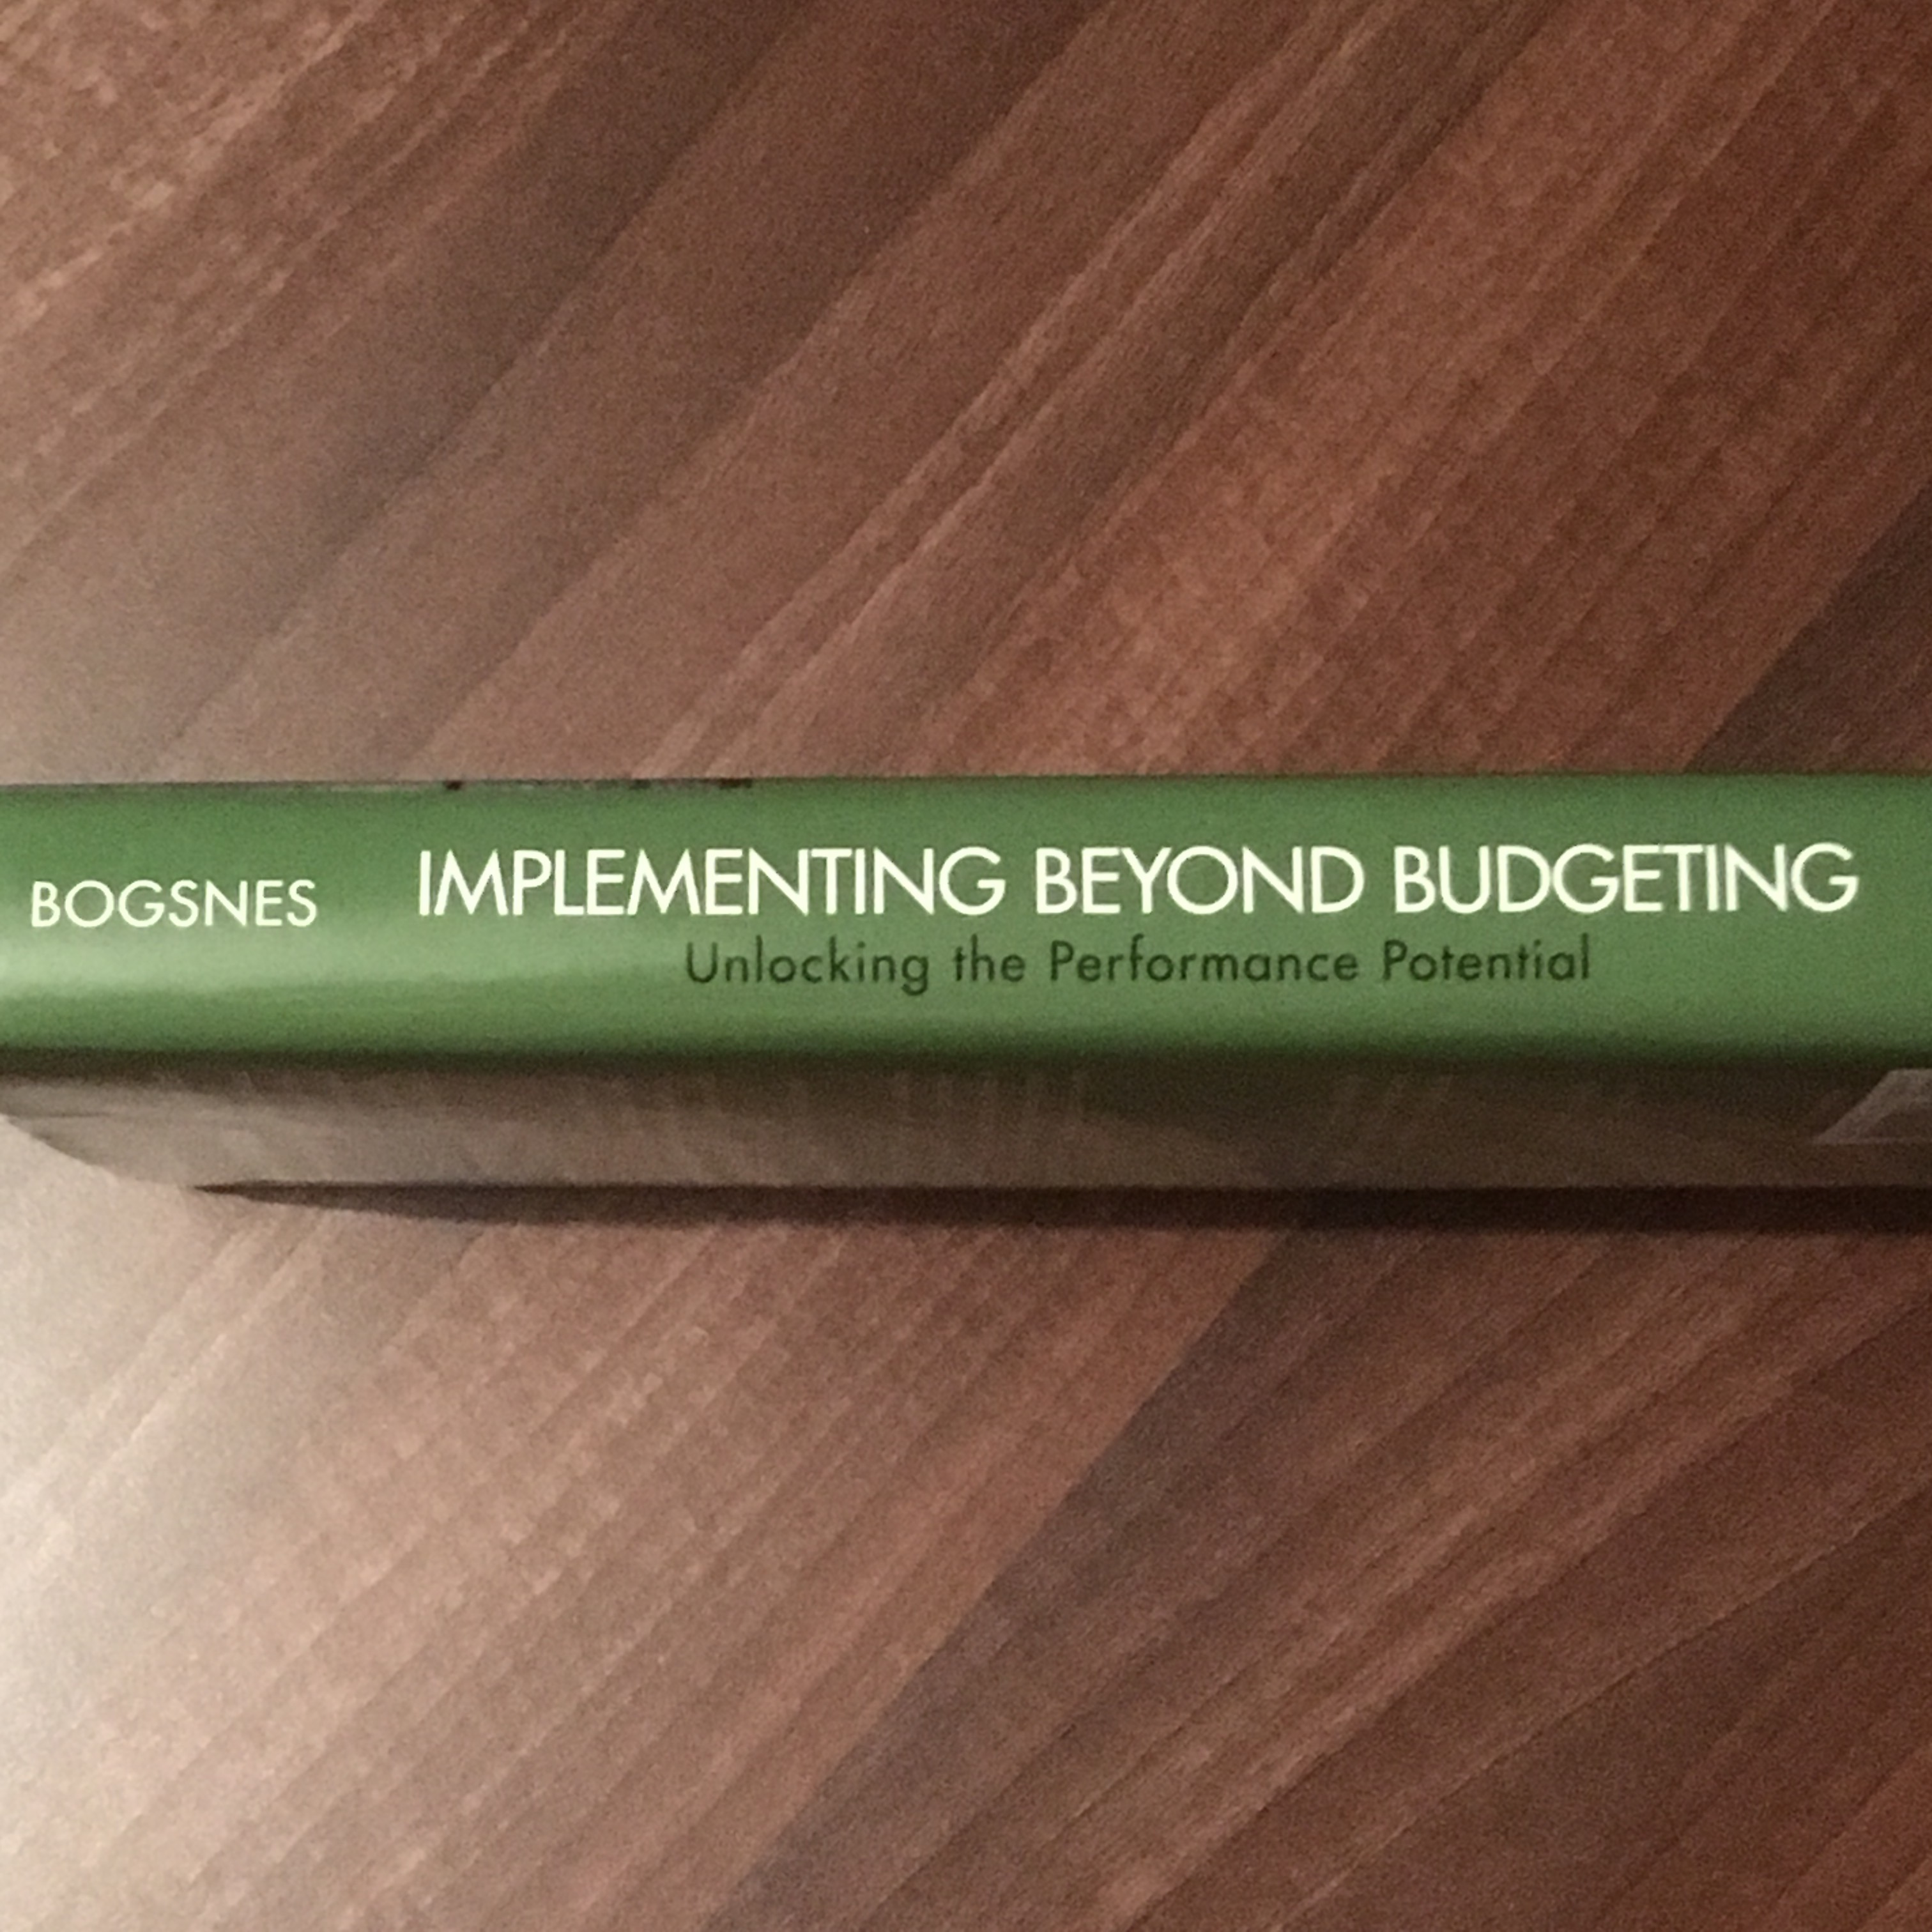 BOGSNES
IMPLEMENTING BEYOND BUDGETING
Unlocking the Performance Potential